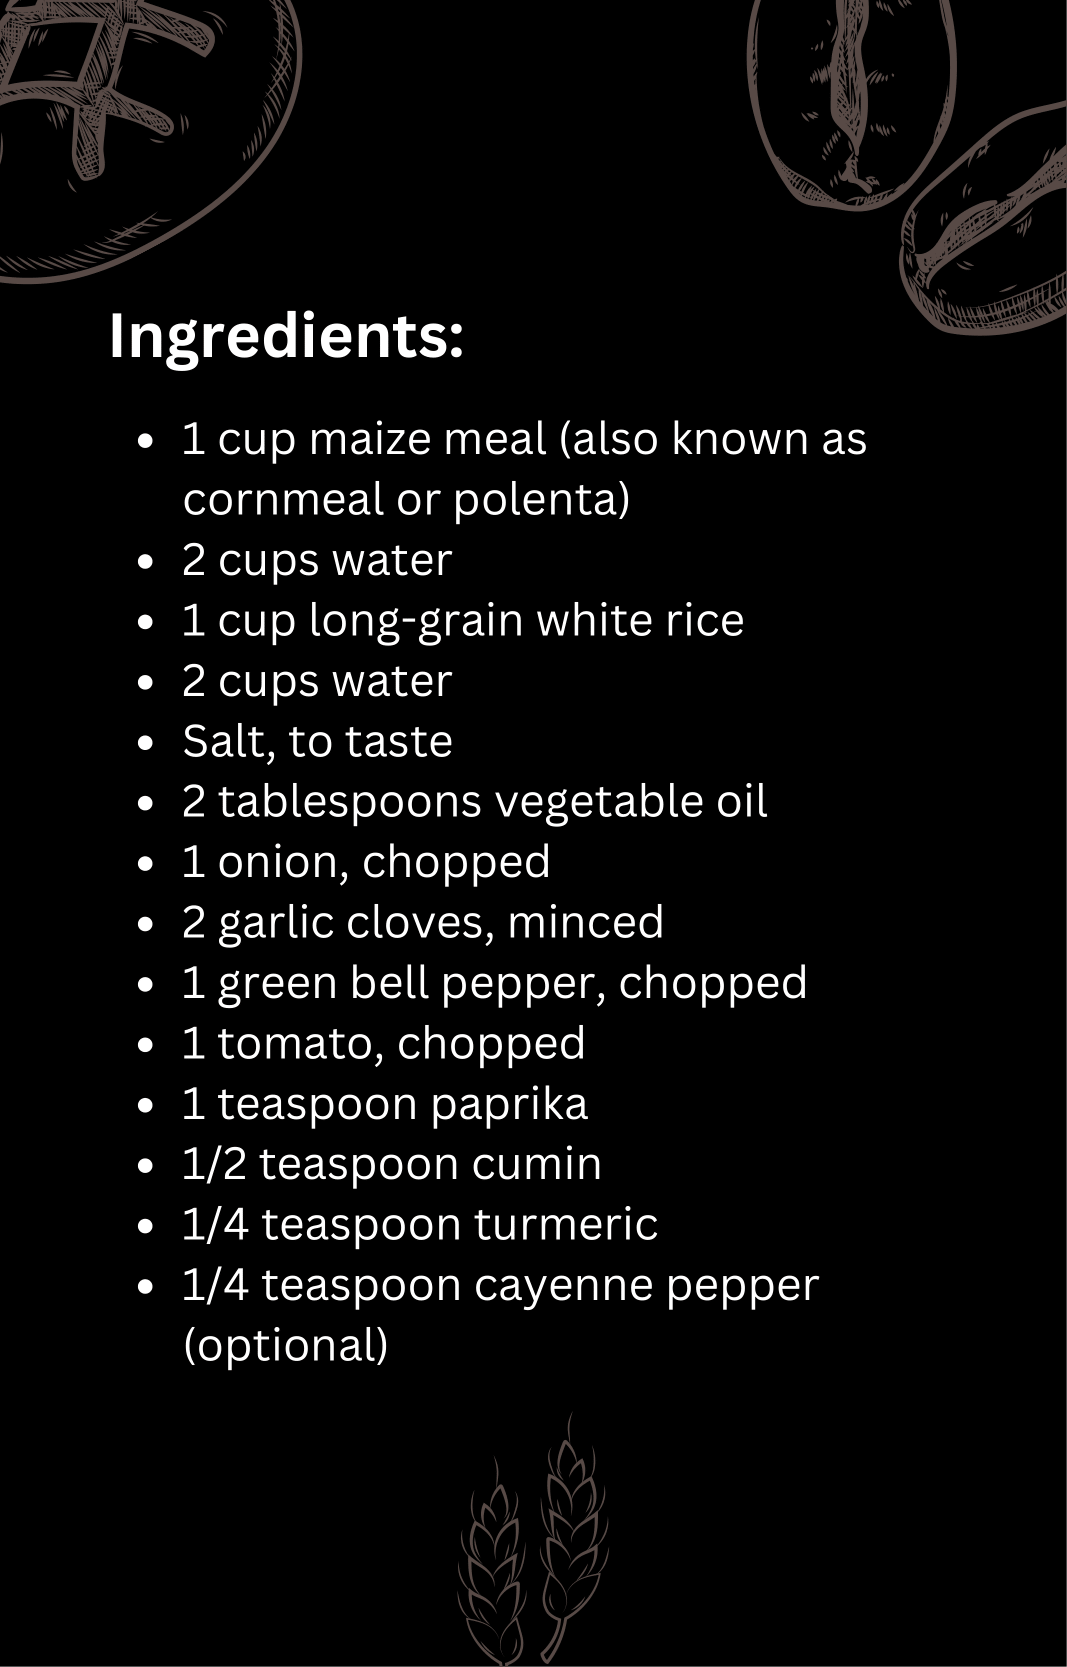 Ingredients:
• 1 cup maize meal (also known as
cornmeal or polenta)
• 2 cups water
• 1 cup long-grain white rice
• 2 cups water
• Salt, to taste
• 2 tablespoons vegetable oil
• 1 onion, chopped
• 2 garlic cloves, minced
• 1 green bell pepper, chopped
• 1 tomato, chopped
• 1 teaspoon paprika
• 1/2 teaspoon cumin
• 1/4 teaspoon turmeric
• 1/4 teaspoon cayenne pepper
(optional)